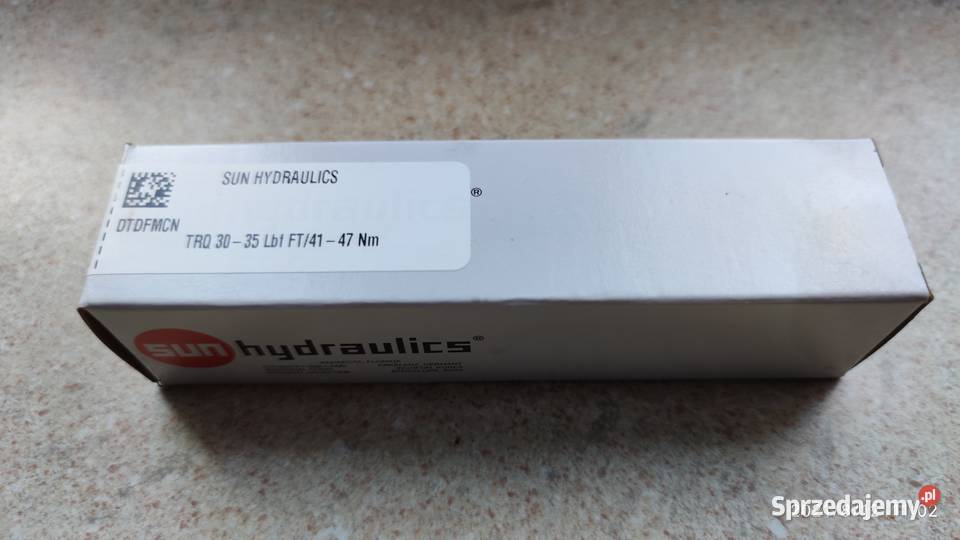 SUN HYDRAULICS
®
DTDFMCN
TRQ 30-35 Lbf FT/41-47 Nm
sun hydraulics®
Sprzedajemy.pl